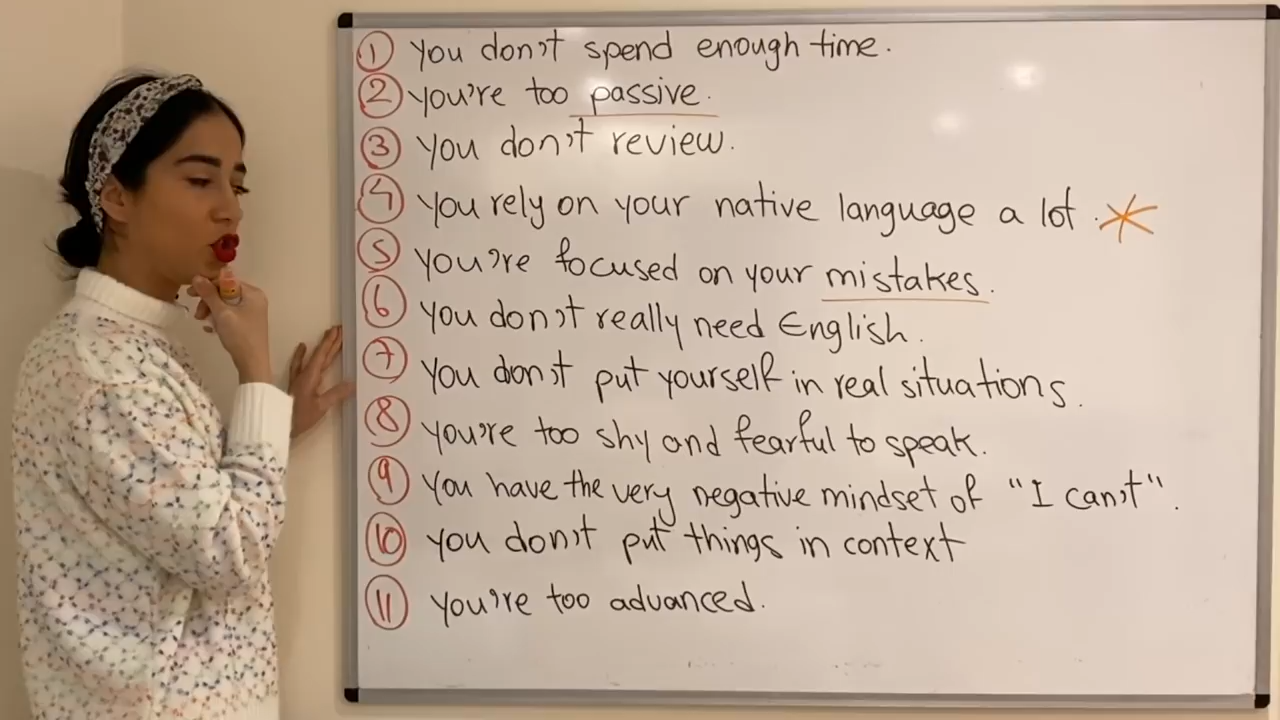 1 You don't spend enough time.
2 You're too passive.
3 You don't review.
4 You rely on your native language a lot. *
5 You're focused on your mistakes.
6 You don't really need English.
7 You don't put yourself in real situations.
8 You're too shy and fearful to speak.
9 You have the very negative mindset of "I can't".
10 You don't put things in context
11 You're too advanced.